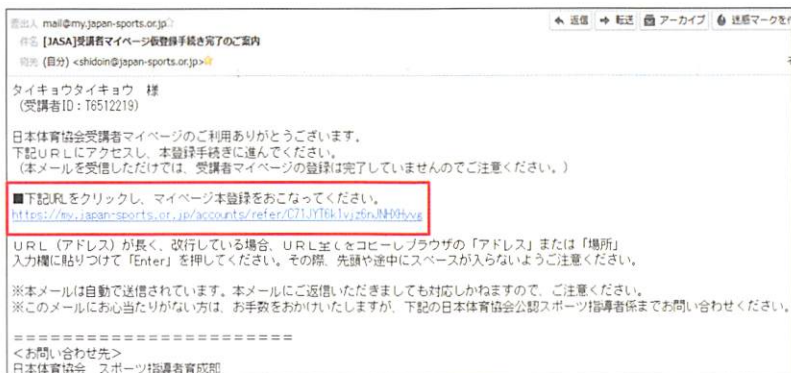 差出人 mail@my.japan-sports.or.jp
返信 転送 アーカイブ 迷惑マークを付
件名 [JASA]受講者マイページ仮登録手続き完了のご案内
宛先 (自分) <shidoin@japan-sports.or.jp>
タイキョウタイキョウ 様
(受講者ID:T6512219)
日本体育協会受講者マイページのご利用ありがとうございます。
下記URLにアクセスし、本登録手続きに進んでください。
(本メールを受信しただけでは、受講者マイページの登録は完了していませんのでご注意ください。)
■下記URLをクリックし、マイページ本登録をおこなってください。
https://my.japan-sports.or.jp/accounts/refer/C71JYT6k1vjz6nJNHXHyvg
URL(アドレス)が長く、改行している場合、URL全てをコピーしブラウザの「アドレス」または「場所」
入力欄に貼りつけて「Enter」を押してください。その際、先頭や途中にスペースが入らないようご注意ください。
※本メールは自動で送信されています。本メールにご返信いただきましても対応しかねますので、ご注意ください。
※このメールにお心当たりがない方は、お手数をおかけいたしますが、下記の日本体育協会公認スポーツ指導者係までお問い合わせください。
========================
<お問い合わせ先>
日本体育協会 スポーツ指導者育成部